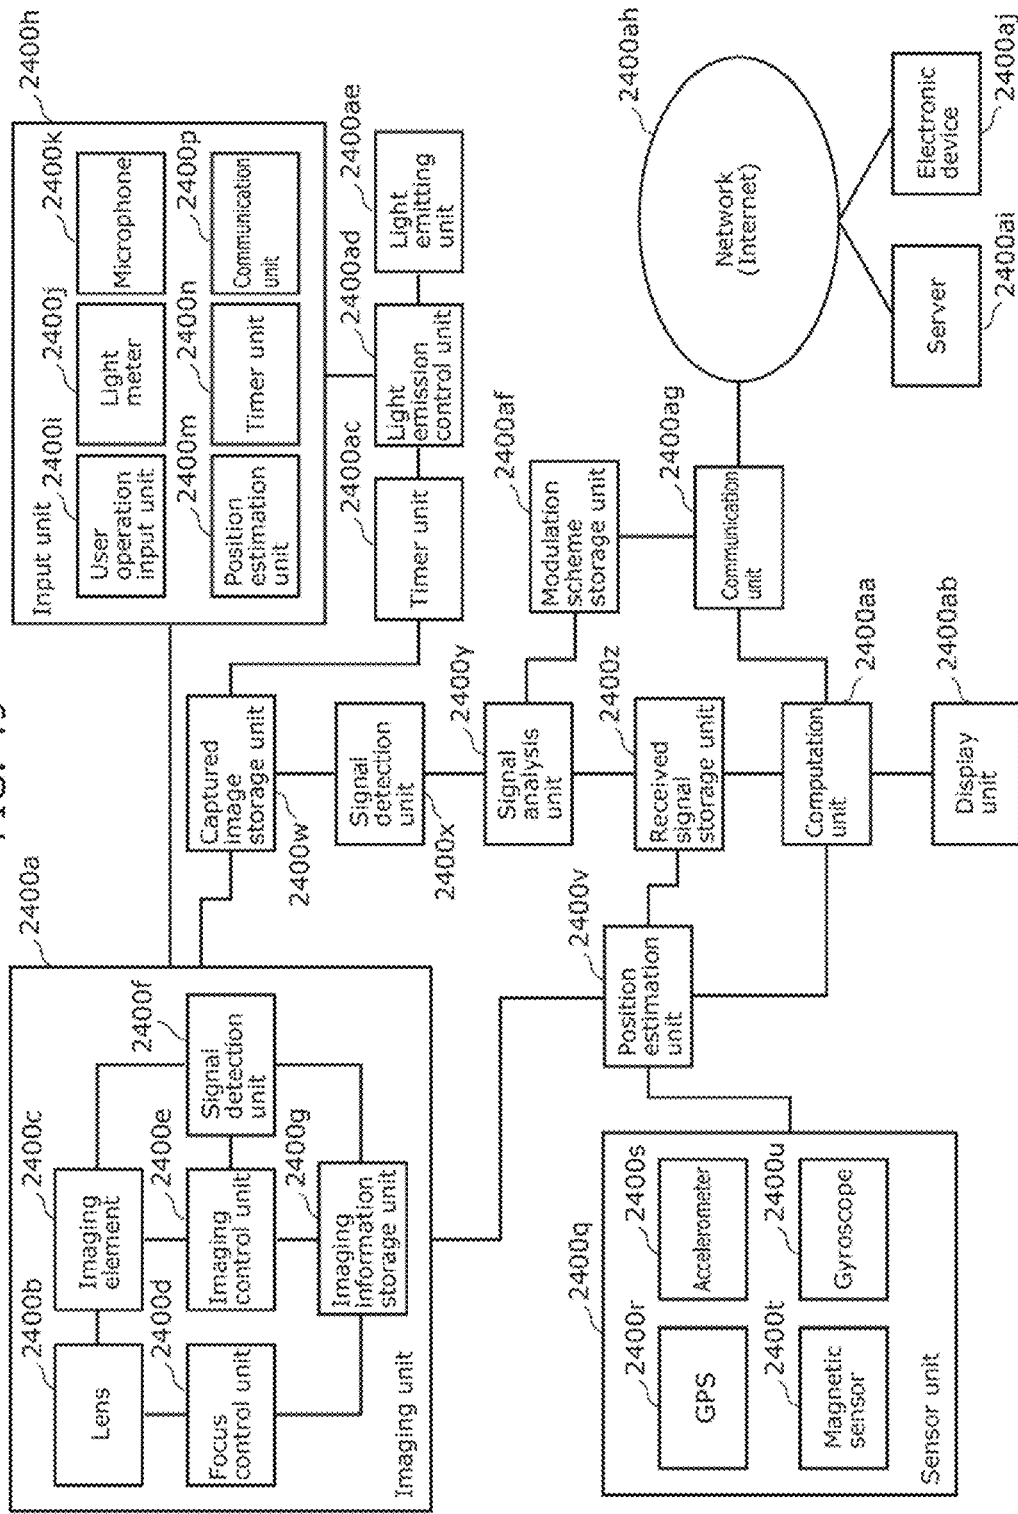 2400a
2400b
Lens
2400c
Imaging
element
2400d
Focus
control unit
2400e
Imaging
control unit
2400f
Signal
detection
unit
2400g
Imaging
information
storage unit
Imaging unit
2400h
Input unit
2400i
User
operation
input unit
2400j
Light
meter
2400k
Microphone
2400m
Position
estimation
unit
2400n
Timer unit
2400p
Communication
unit
2400w
Captured
image
storage unit
2400ac
Timer unit
2400ad
Light
emission
control unit
2400ae
Light
emitting
unit
2400x
Signal
detection
unit
2400y
Signal
analysis
unit
2400af
Modulation
scheme
storage unit
2400q
2400r
GPS
2400s
Accelerometer
2400t
Magnetic
sensor
2400u
Gyroscope
Sensor unit
2400v
Position
estimation
unit
2400z
Received
signal
storage unit
2400ag
Communication
unit
2400ah
Network
(Internet)
2400aa
Computation
unit
2400ab
Display
unit
2400ai
Server
2400aj
Electronic
device